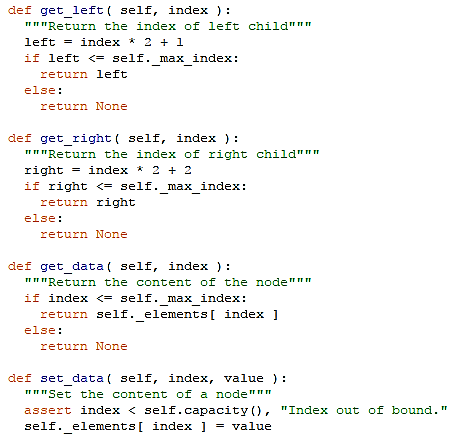 def get_left( self, index ):
  """Return the index of left child"""
  left = index * 2 + 1
  if left <= self._max_index:
    return left
  else:
    return None

def get_right( self, index ):
  """Return the index of right child"""
  right = index * 2 + 2
  if right <= self._max_index:
    return right
  else:
    return None

def get_data( self, index ):
  """Return the content of the node"""
  if index <= self._max_index:
    return self._elements[ index ]
  else:
    return None

def set_data( self, index, value ):
  """Set the content of a node"""
  assert index < self.capacity(), "Index out of bound."
  self._elements[ index ] = value